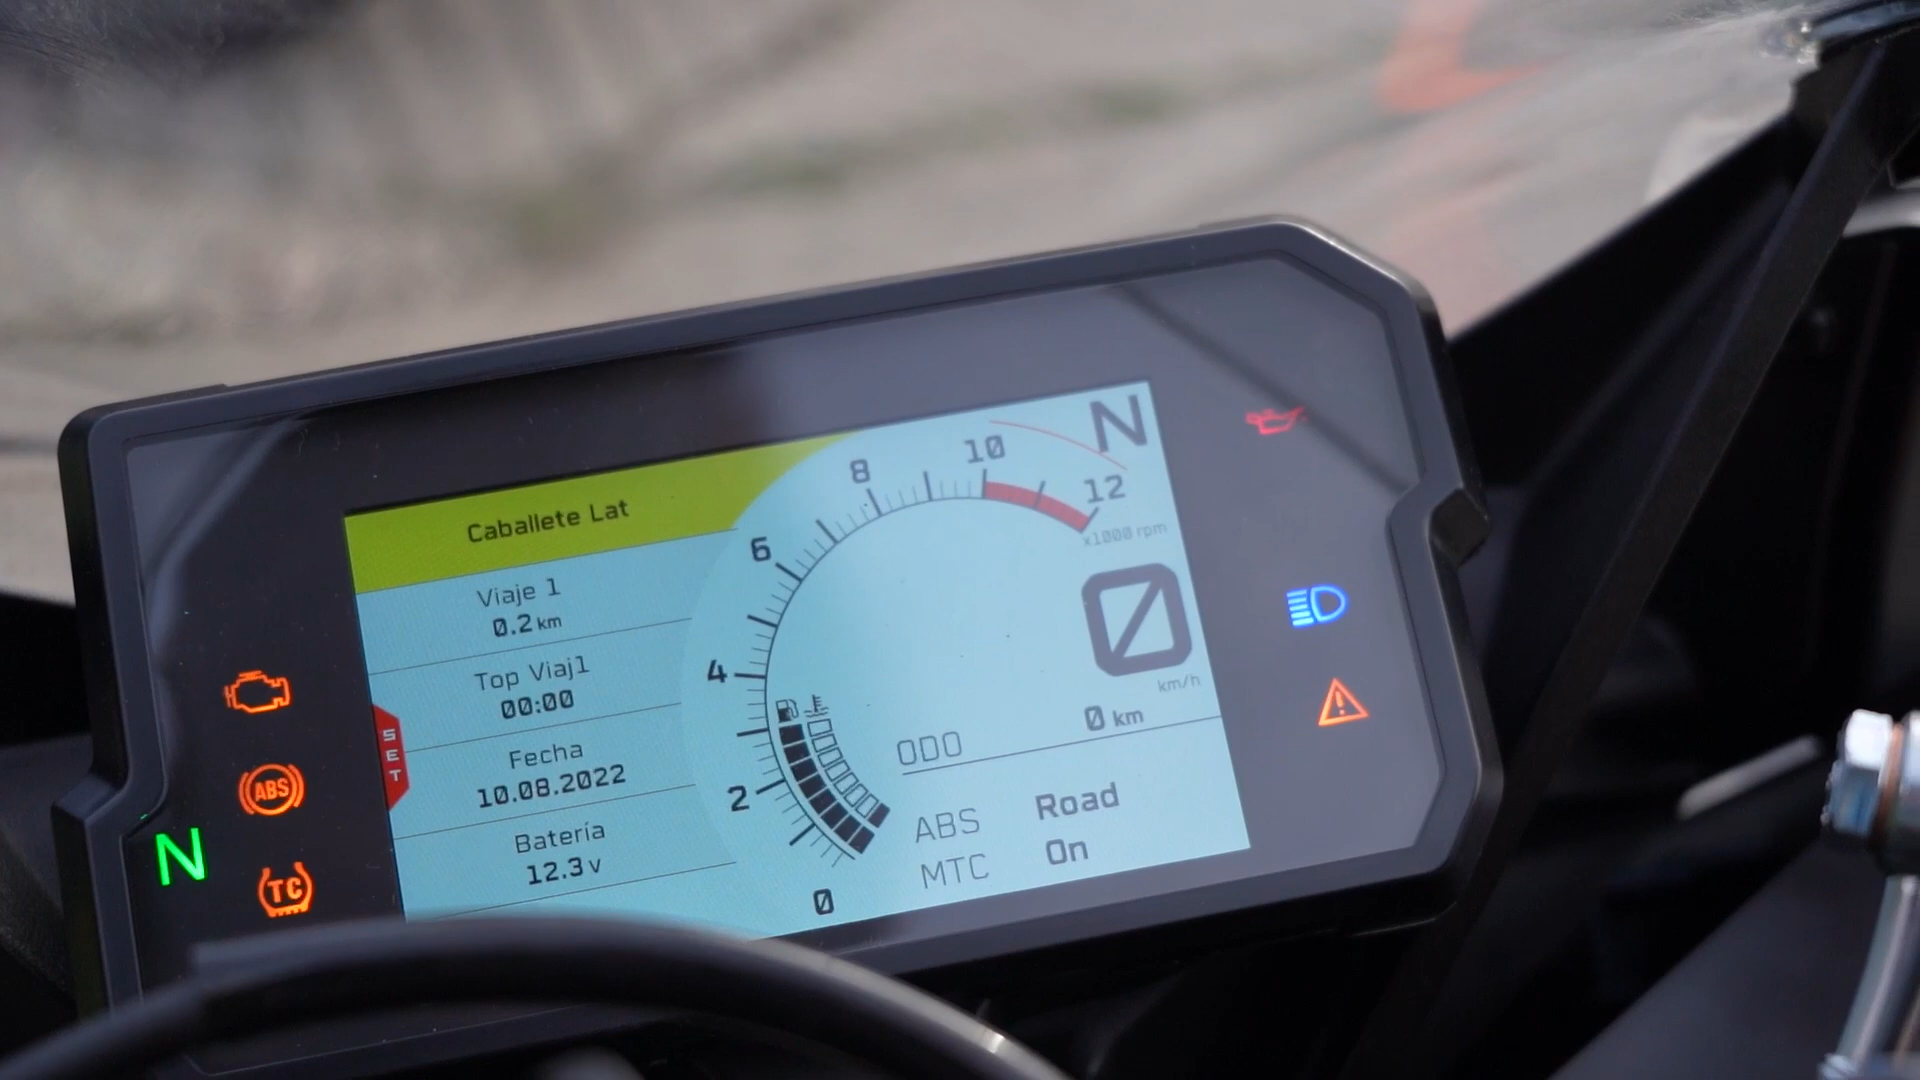 Caballete Lat
Viaje 1
0.2 km
Top Viaj1
00:00
Fecha
10.08.2022
Batería
12.3 v
SET
ABS
N
TC
0
2
4
6
8
10
12
x1000 rpm
N
0
km/h
ODO 0 km
ABS Road
MTC On